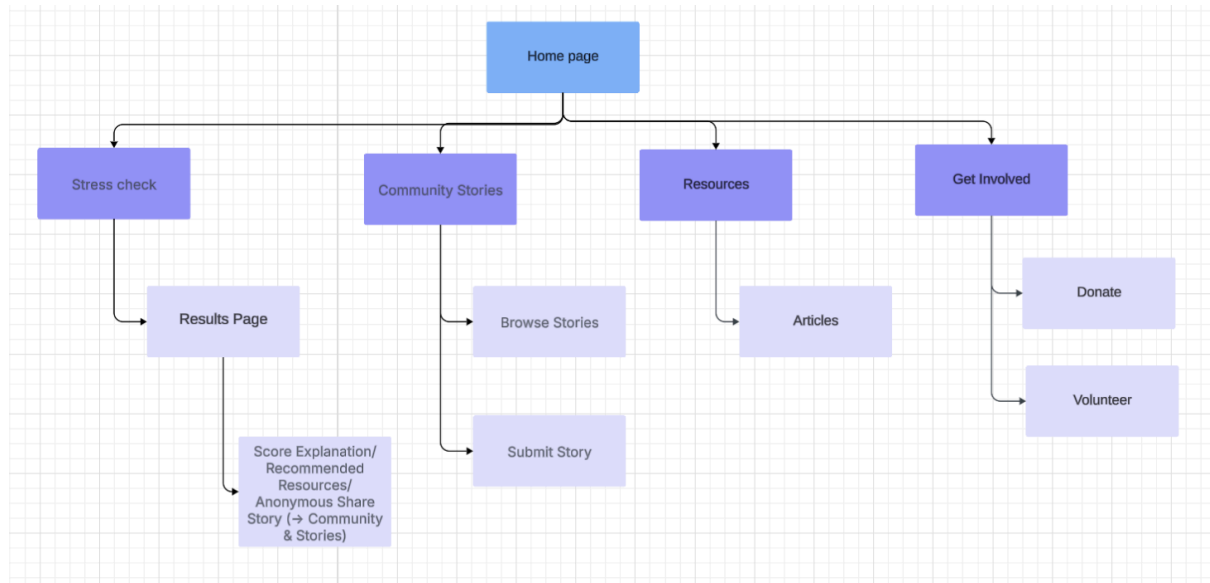 Home page
Stress check
Community Stories
Resources
Get Involved
Results Page
Browse Stories
Articles
Donate
Volunteer
Submit Story
Score Explanation/
Recommended
Resources/
Anonymous Share
Story (→ Community
& Stories)